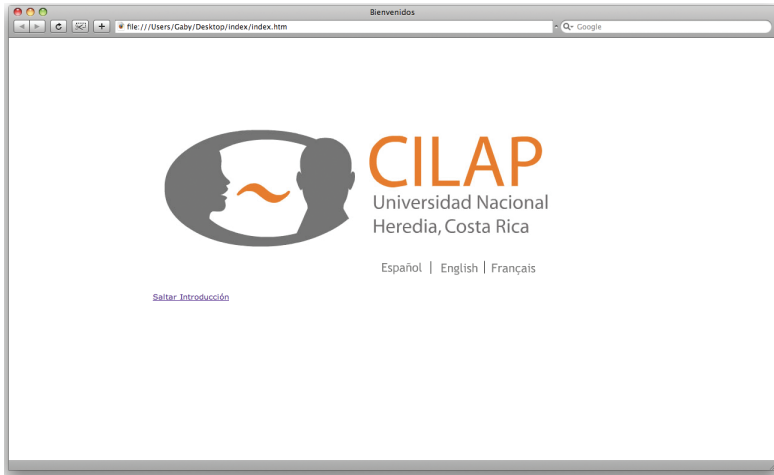 Bienvenidos
file:///Users/Gaby/Desktop/index/index.htm
Google
CILAP
Universidad Nacional
Heredia, Costa Rica
Español | English | Français
Saltar Introducción